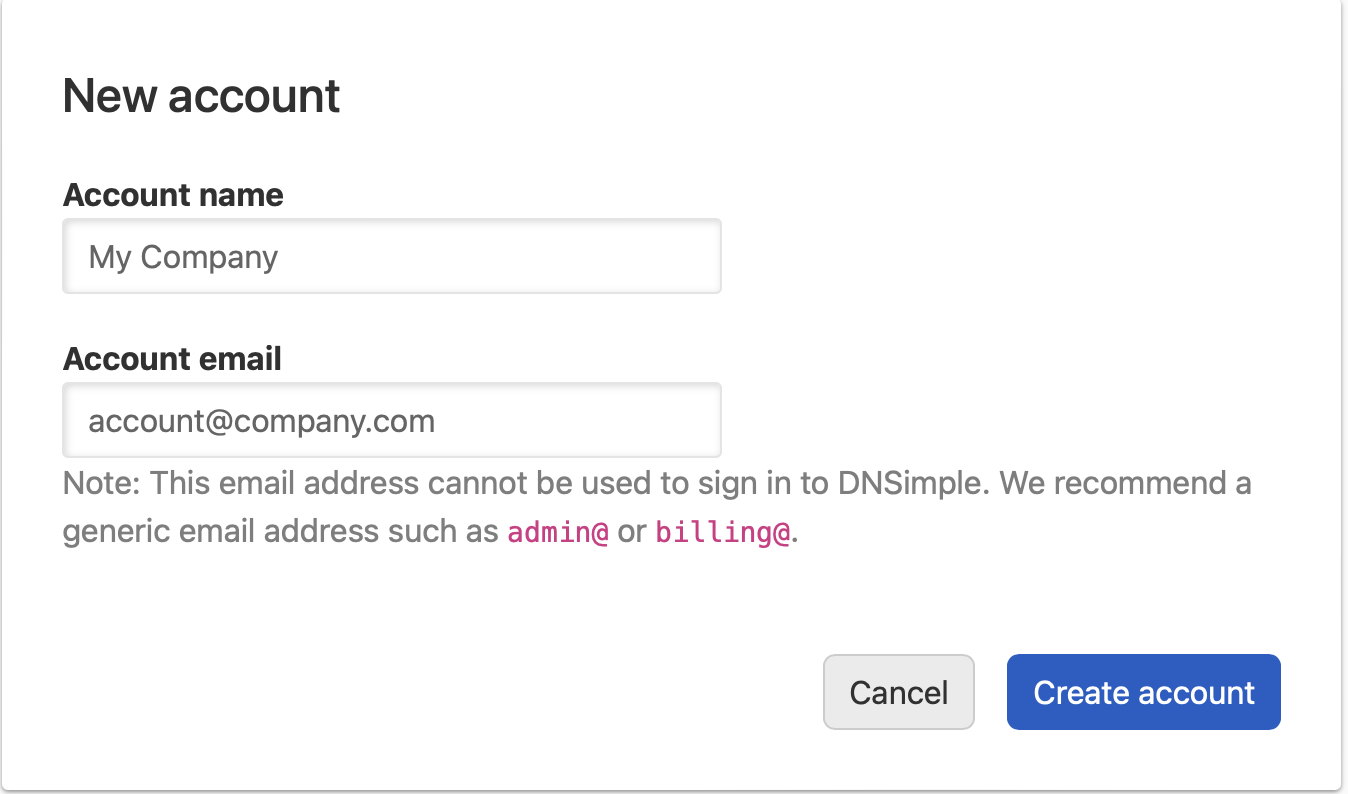 New account
Account name
My Company
Account email
account@company.com
Note: This email address cannot be used to sign in to DNSimple. We recommend a
generic email address such as admin@ or billing@.
Cancel
Create account